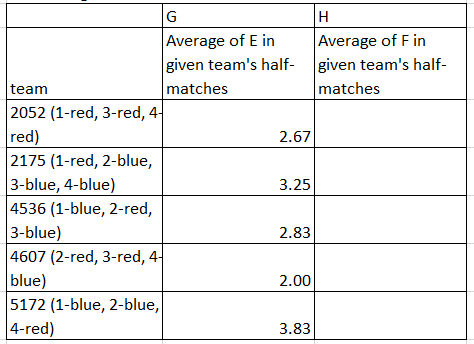 G
H
Average of E in
given team's half-
matches
Average of F in
given team's half-
matches
team
2052 (1-red, 3-red, 4-
red)
2.67
2175 (1-red, 2-blue,
3-blue, 4-blue)
3.25
4536 (1-blue, 2-red,
3-blue)
2.83
4607 (2-red, 3-red, 4-
blue)
2.00
5172 (1-blue, 2-blue,
4-red)
3.83